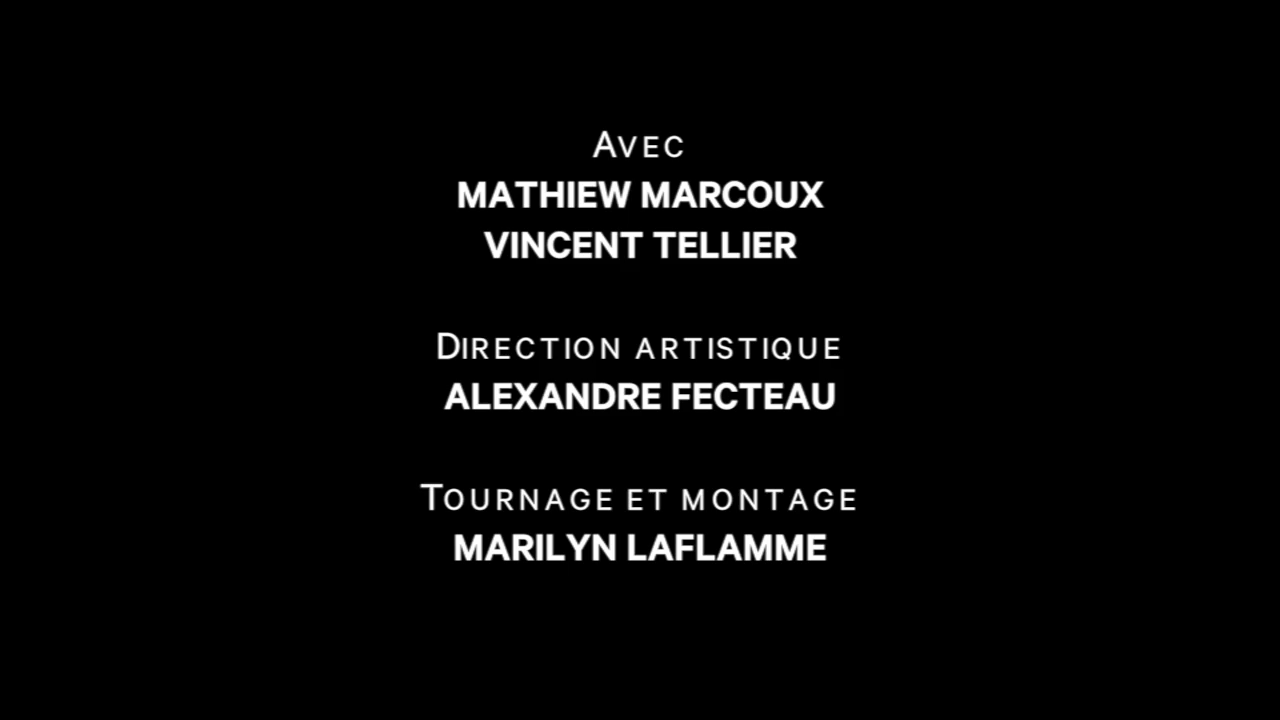 AVEC
MATHIEW MARCOUX
VINCENT TELLIER
DIRECTION ARTISTIQUE
ALEXANDRE FECTEAU
TOURNAGE ET MONTAGE
MARILYN LAFLAMME